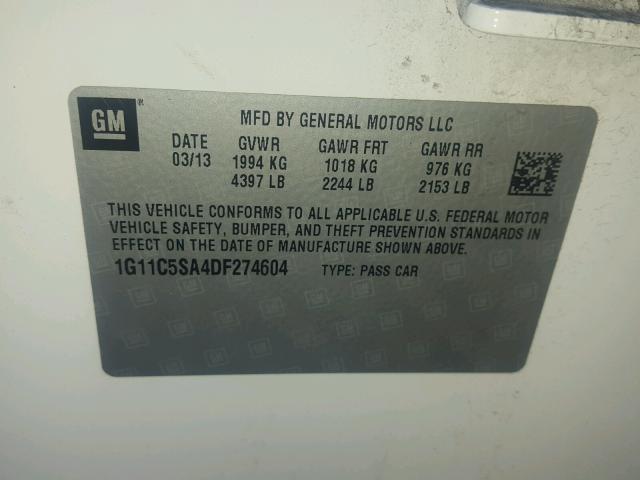 GM ®
MFD BY GENERAL MOTORS LLC
DATE GVWR GAWR FRT GAWR RR
03/13 1994 KG 1018 KG 976 KG
4397 LB 2244 LB 2153 LB
THIS VEHICLE CONFORMS TO ALL APPLICABLE U.S. FEDERAL MOTOR
VEHICLE SAFETY, BUMPER, AND THEFT PREVENTION STANDARDS IN
EFFECT ON THE DATE OF MANUFACTURE SHOWN ABOVE.
1G11C5SA4DF274604 TYPE: PASS CAR